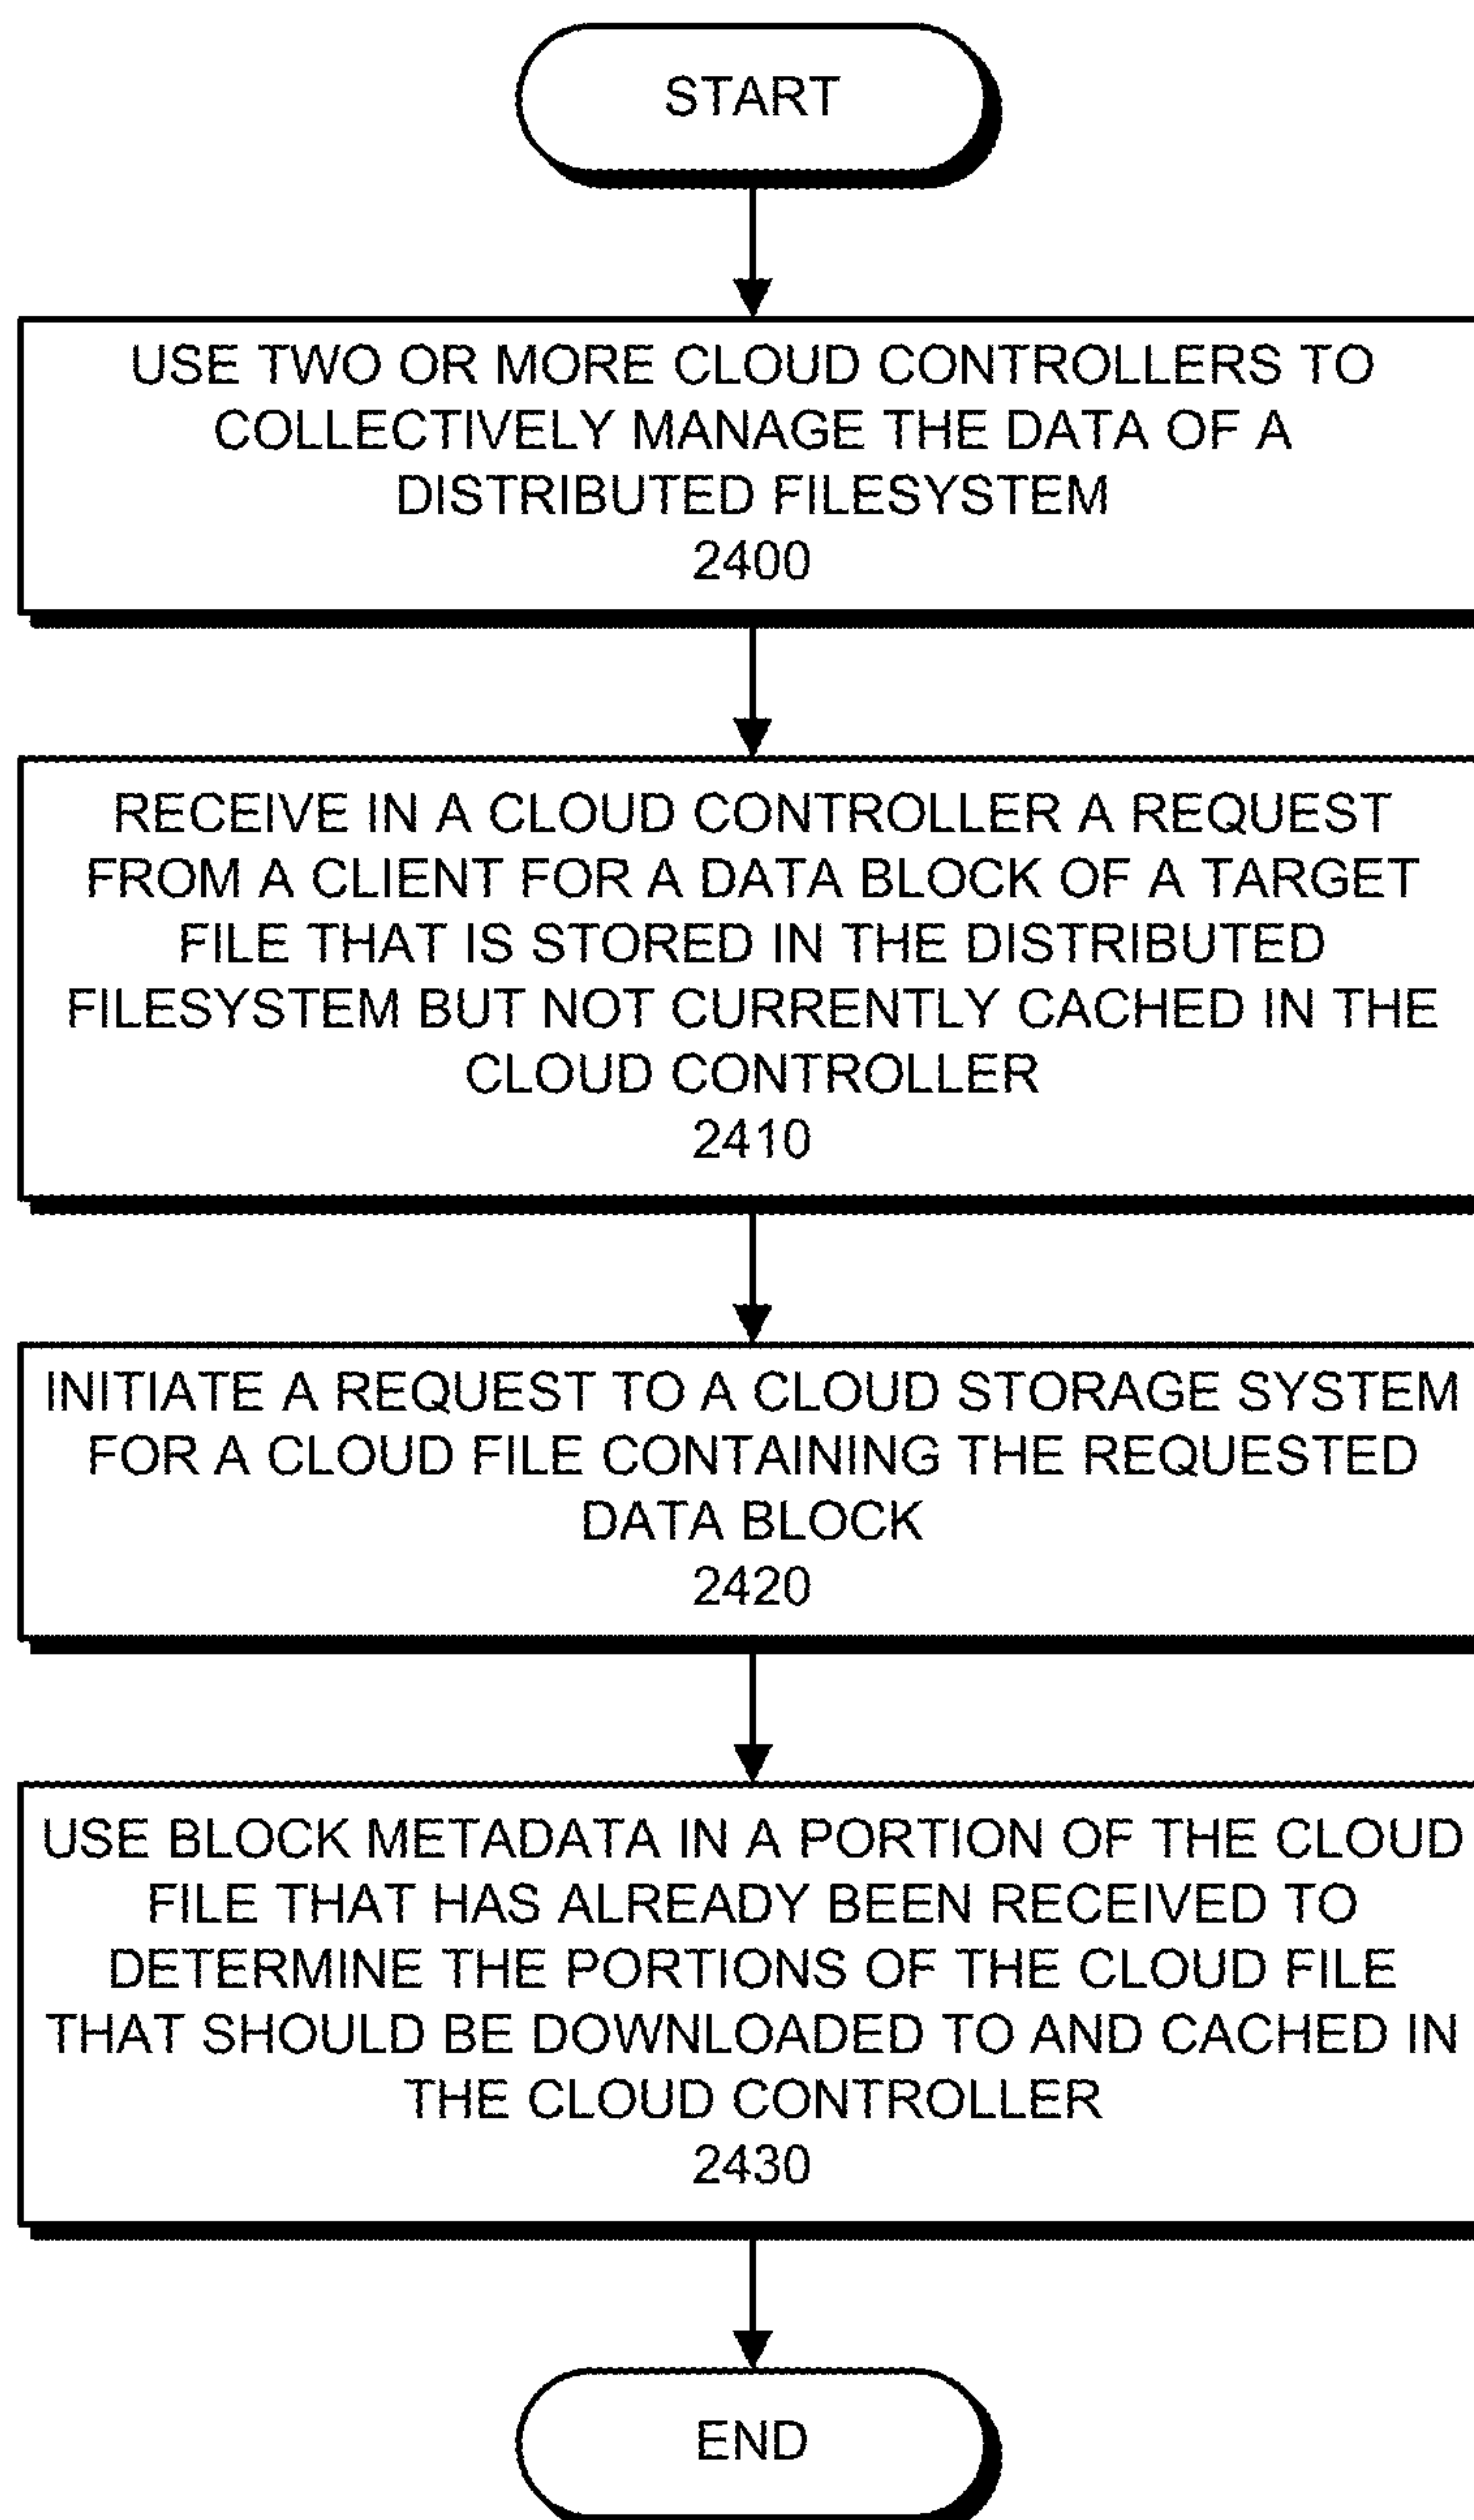 START
USE TWO OR MORE CLOUD CONTROLLERS TO
COLLECTIVELY MANAGE THE DATA OF A
DISTRIBUTED FILESYSTEM
2400
RECEIVE IN A CLOUD CONTROLLER A REQUEST
FROM A CLIENT FOR A DATA BLOCK OF A TARGET
FILE THAT IS STORED IN THE DISTRIBUTED
FILESYSTEM BUT NOT CURRENTLY CACHED IN THE
CLOUD CONTROLLER
2410
INITIATE A REQUEST TO A CLOUD STORAGE SYSTEM
FOR A CLOUD FILE CONTAINING THE REQUESTED
DATA BLOCK
2420
USE BLOCK METADATA IN A PORTION OF THE CLOUD
FILE THAT HAS ALREADY BEEN RECEIVED TO
DETERMINE THE PORTIONS OF THE CLOUD FILE
THAT SHOULD BE DOWNLOADED TO AND CACHED IN
THE CLOUD CONTROLLER
2430
END